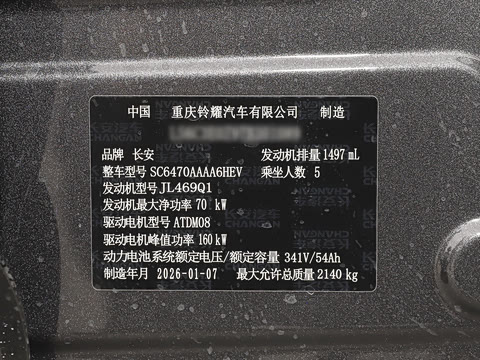 中国 重庆铃耀汽车有限公司 制造
品牌 长安 发动机排量 1497 mL
整车型号 SC6470AAAA6HEV 乘坐人数 5
发动机型号 JL469Q1
发动机最大净功率 70 kW
驱动电机型号 ATDM08
驱动电机峰值功率 160 kW
动力电池系统额定电压/额定容量 341V/54Ah
制造年月 2026-01-07 最大允许总质量 2140 kg